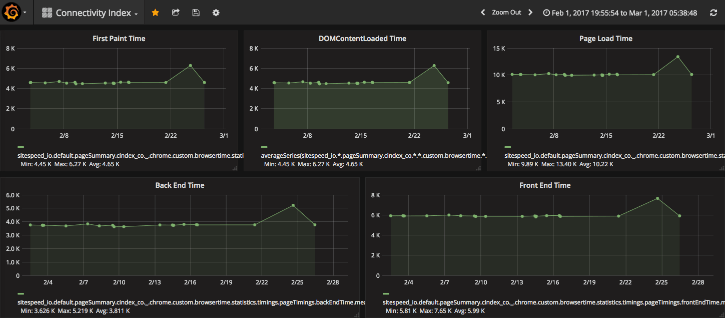 Connectivity Index
Zoom Out
Feb 1, 2017 19:55:54 to Mar 1, 2017 05:38:48
First Paint Time
8 K
6 K
4 K
2 K
0
2/8 2/15 2/22 3/1
sitespeed_io.default.pageSummary.cindex_co._.chrome.custom.browsertime.stati
Min: 4.45 K Max: 6.27 K Avg: 4.65 K
DOMContentLoaded Time
8 K
6 K
4 K
2 K
0
2/8 2/15 2/22 3/1
averageSeries(sitespeed_io.*.pageSummary.cindex_co.*.*.custom.browsertime.*.
Min: 4.45 K Max: 6.27 K Avg: 4.65 K
Page Load Time
15 K
10 K
5 K
0
2/8 2/15 2/22 3/1
sitespeed_io.default.pageSummary.cindex_co._.chrome.custom.browsertime.
Min: 9.89 K Max: 13.40 K Avg: 10.22 K
Back End Time
6.0 K
5.0 K
4.0 K
3.0 K
2.0 K
1.0 K
0
2/4 2/7 2/10 2/13 2/16 2/19 2/22 2/25 2/28
sitespeed_io.default.pageSummary.cindex_co._.chrome.custom.browsertime.statistics.timings.pageTimings.backEndTime.me
Min: 3.626 K Max: 5.219 K Avg: 3.811 K
Front End Time
8 K
6 K
4 K
2 K
0
2/4 2/7 2/10 2/13 2/16 2/19 2/22 2/25 2/28
sitespeed_io.default.pageSummary.cindex_co._.chrome.custom.browsertime.statistics.timings.pageTimings.frontEndTime.m
Min: 5.81 K Max: 7.65 K Avg: 5.99 K